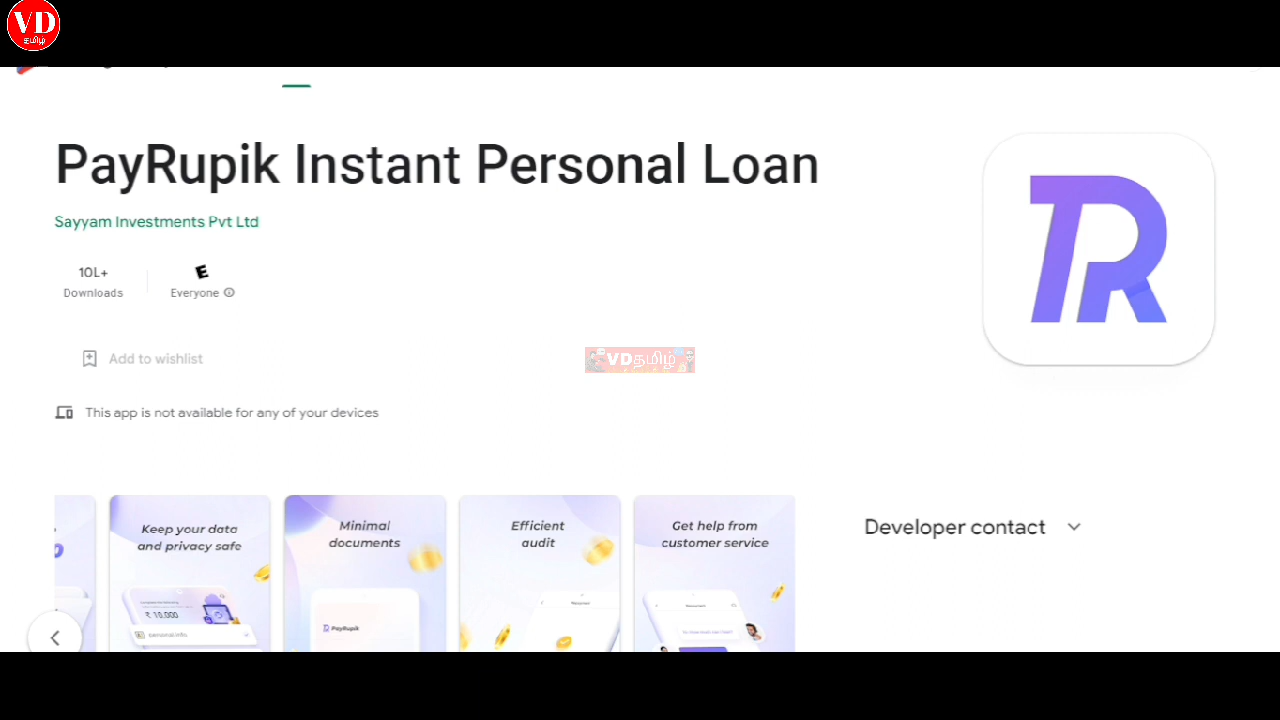 VD
தமிழ்
PayRupik Instant Personal Loan
Sayyam Investments Pvt Ltd
10L+
Downloads
E
Everyone
Add to wishlist
VDதமிழ்
This app is not available for any of your devices
Keep your data
and privacy safe
₹ 10,000
Minimal
documents
PayRupik
Efficient
audit
Get help from
customer service
Developer contact